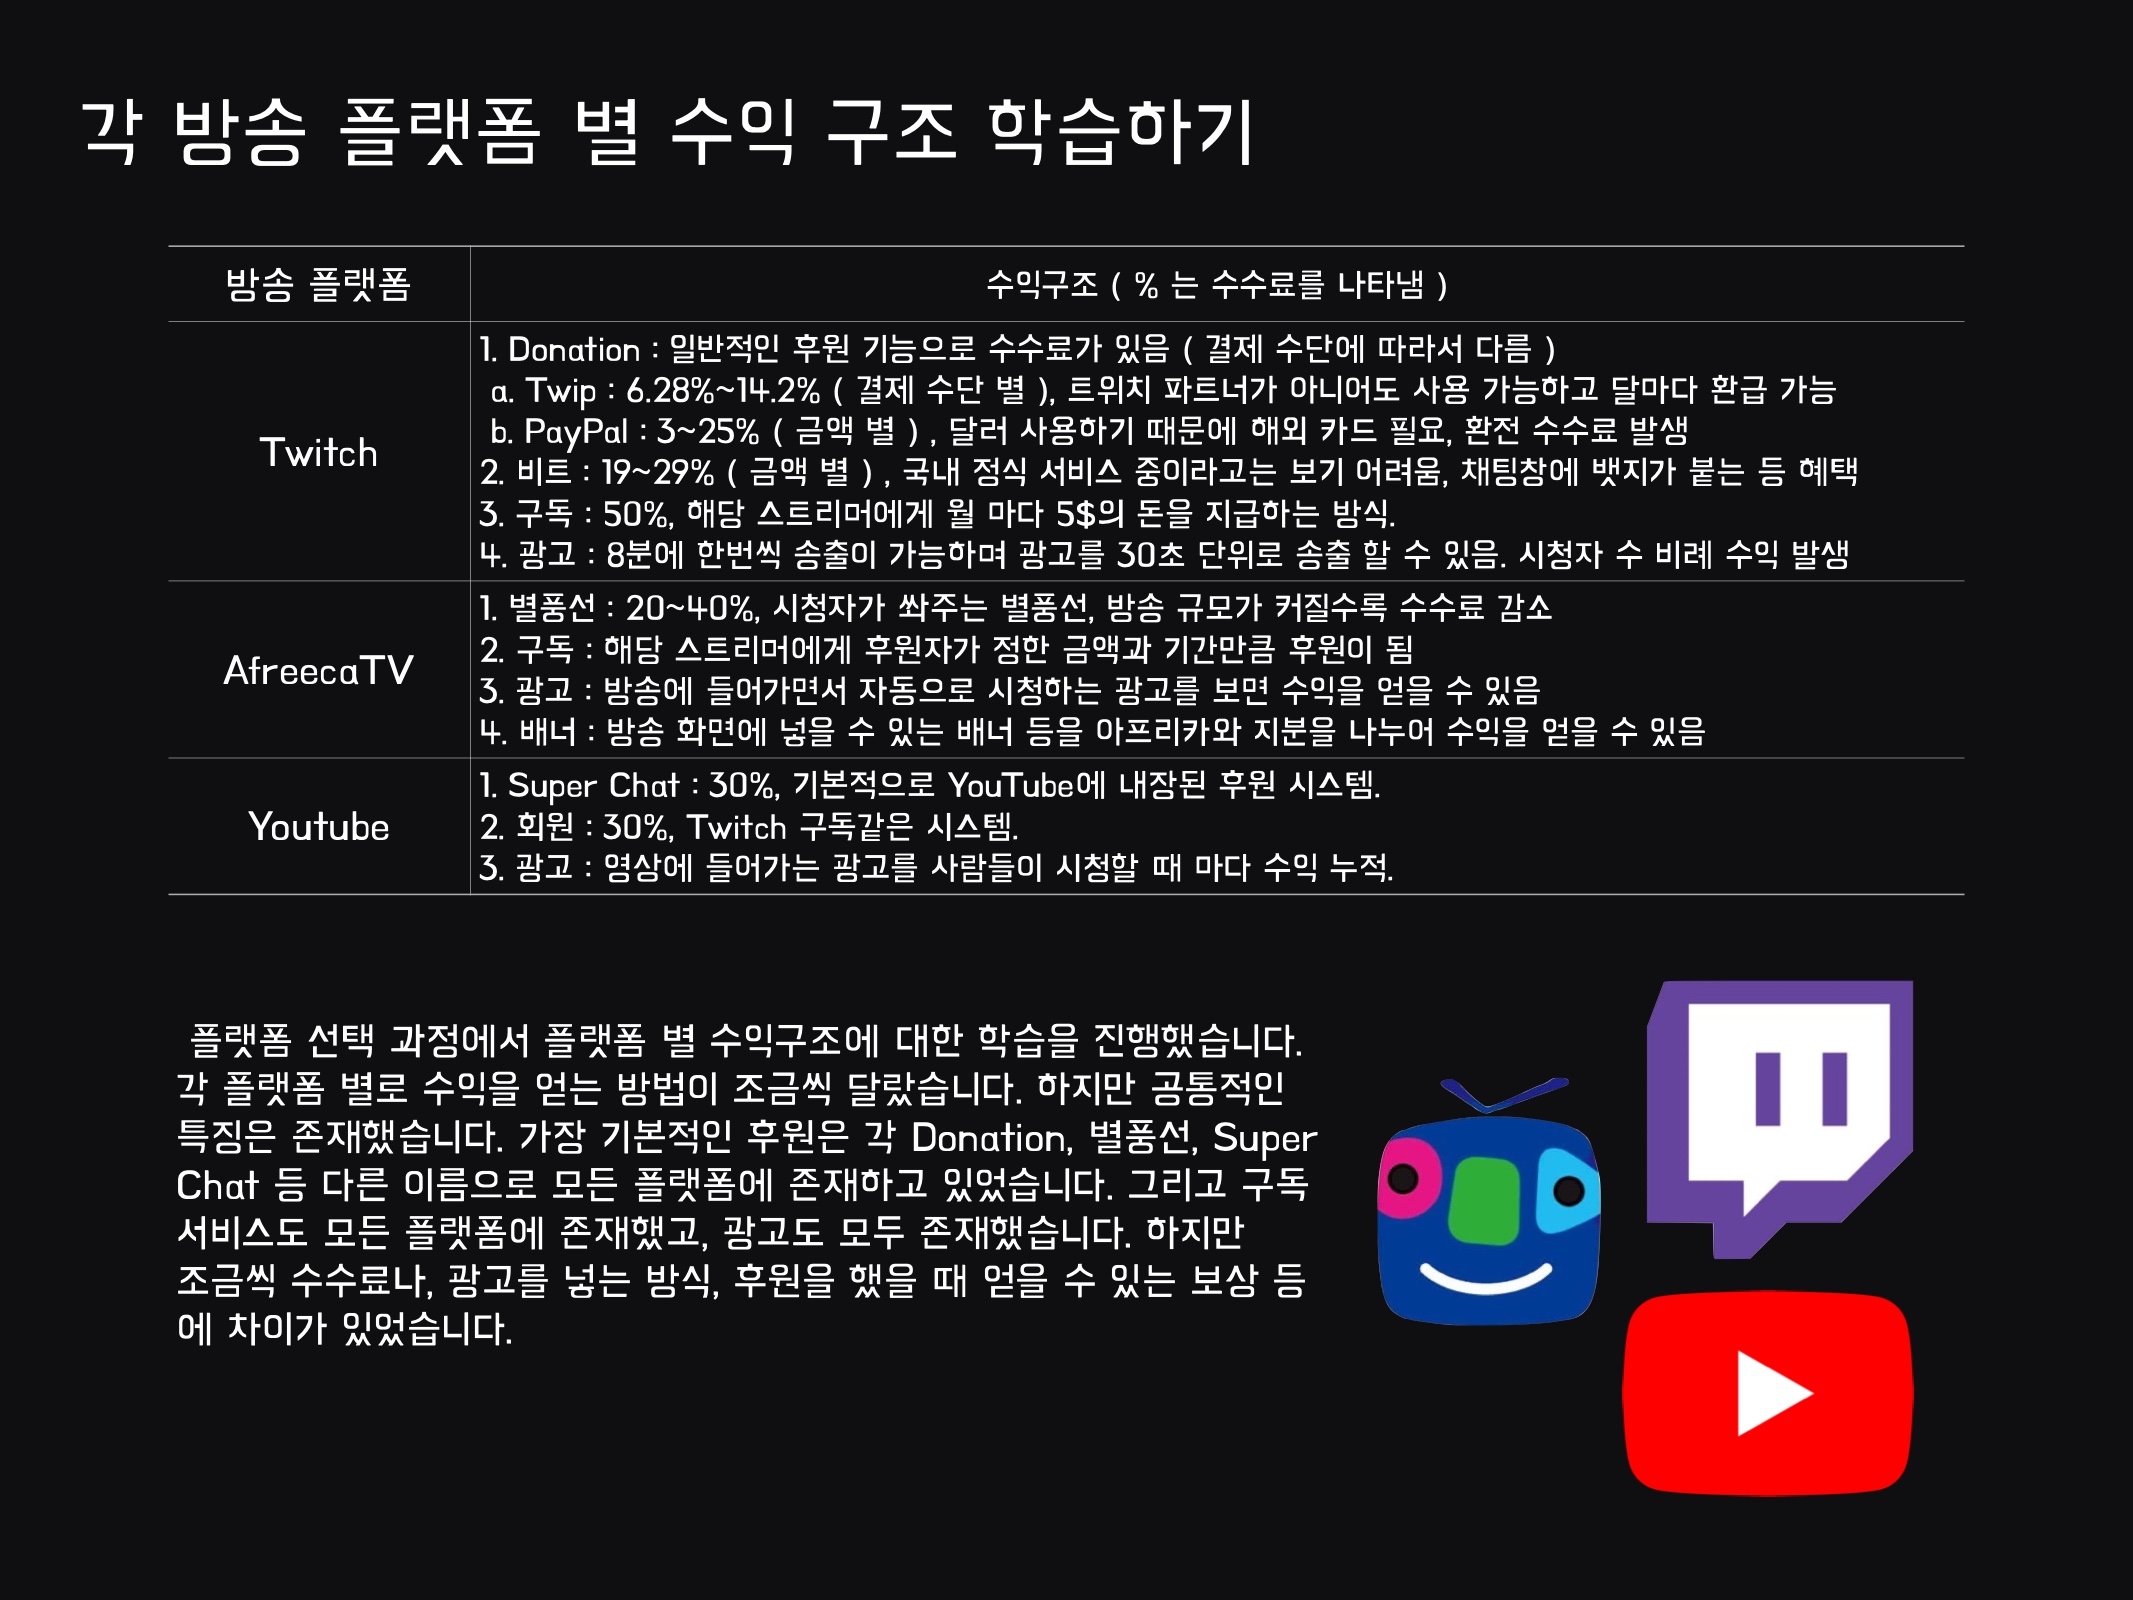 각 방송 플랫폼 별 수익 구조 학습하기
방송 플랫폼
수익구조 ( % 는 수수료를 나타냄 )
Twitch
1. Donation : 일반적인 후원 기능으로 수수료가 있음 ( 결제 수단에 따라서 다름 )
a. Twip : 6.28%~14.2% ( 결제 수단 별 ), 트위치 파트너가 아니어도 사용 가능하고 달마다 환급 가능
b. PayPal : 3~25% ( 금액 별 ) , 달러 사용하기 때문에 해외 카드 필요, 환전 수수료 발생
2. 비트 : 19~29% ( 금액 별 ) , 국내 정식 서비스 중이라고는 보기 어려움, 채팅창에 뱃지가 붙는 등 혜택
3. 구독 : 50%, 해당 스트리머에게 월 마다 5$의 돈을 지급하는 방식.
4. 광고 : 8분에 한번씩 송출이 가능하며 광고를 30초 단위로 송출 할 수 있음. 시청자 수 비례 수익 발생
AfreecaTV
1. 별풍선 : 20~40%, 시청자가 쏴주는 별풍선, 방송 규모가 커질수록 수수료 감소
2. 구독 : 해당 스트리머에게 후원자가 정한 금액과 기간만큼 후원이 됨
3. 광고 : 방송에 들어가면서 자동으로 시청하는 광고를 보면 수익을 얻을 수 있음
4. 배너 : 방송 화면에 넣을 수 있는 배너 등을 아프리카와 지분을 나누어 수익을 얻을 수 있음
Youtube
1. Super Chat : 30%, 기본적으로 YouTube에 내장된 후원 시스템.
2. 회원 : 30%, Twitch 구독같은 시스템.
3. 광고 : 영상에 들어가는 광고를 사람들이 시청할 때 마다 수익 누적.
플랫폼 선택 과정에서 플랫폼 별 수익구조에 대한 학습을 진행했습니다.
각 플랫폼 별로 수익을 얻는 방법이 조금씩 달랐습니다. 하지만 공통적인
특징은 존재했습니다. 가장 기본적인 후원은 각 Donation, 별풍선, Super
Chat 등 다른 이름으로 모든 플랫폼에 존재하고 있었습니다. 그리고 구독
서비스도 모든 플랫폼에 존재했고, 광고도 모두 존재했습니다. 하지만
조금씩 수수료나, 광고를 넣는 방식, 후원을 했을 때 얻을 수 있는 보상 등
에 차이가 있었습니다.